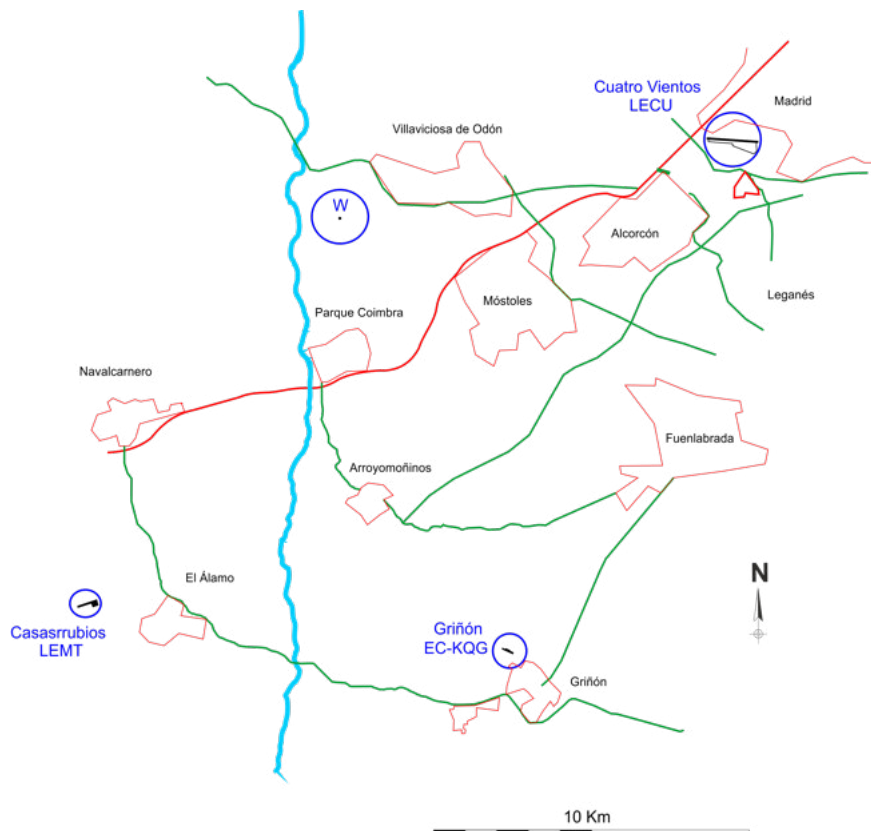 Cuatro Vientos
LECU
Madrid
Villaviciosa de Odón
W
Alcorcón
Leganés
Móstoles
Parque Coimbra
Navalcarnero
Fuenlabrada
Arroyomoñinos
El Álamo
N
Casasrrubios
LEMT
Griñón
EC-KQG
Griñón
10 Km